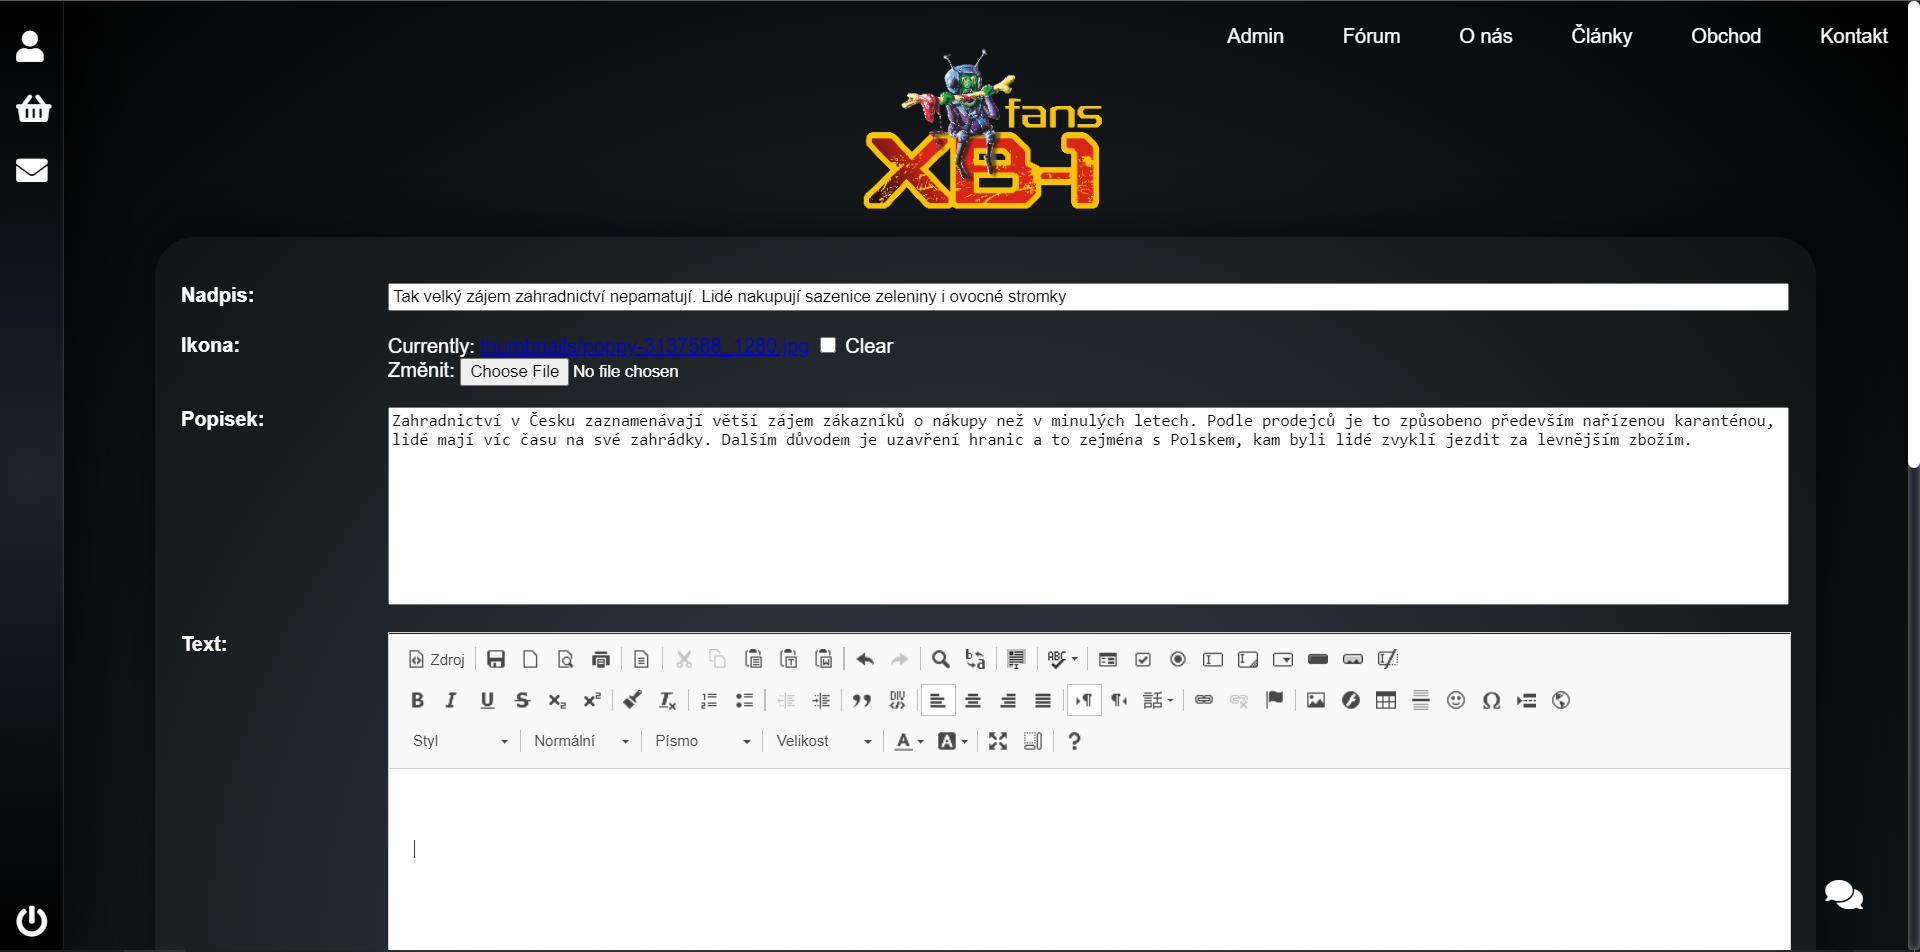 Admin Fórum O nás Články Obchod Kontakt
fans
XB-1
Nadpis: Tak velký zájem zahradnictví nepamatují. Lidé nakupují sazenice zeleniny i ovocné stromky
Ikona: Currently: thumbnails/poppy-3137588_1280.jpg Clear
Změnit: Choose File No file chosen
Popisek: Zahradnictví v Česku zaznamenávají větší zájem zákazníků o nákupy než v minulých letech. Podle prodejců je to způsobeno především nařízenou karanténou,
lidé mají víc času na své zahrádky. Dalším důvodem je uzavření hranic a to zejména s Polskem, kam byli lidé zvyklí jezdit za levnějším zbožím.
Text:
Zdroj
Styl Normální Písmo Velikost